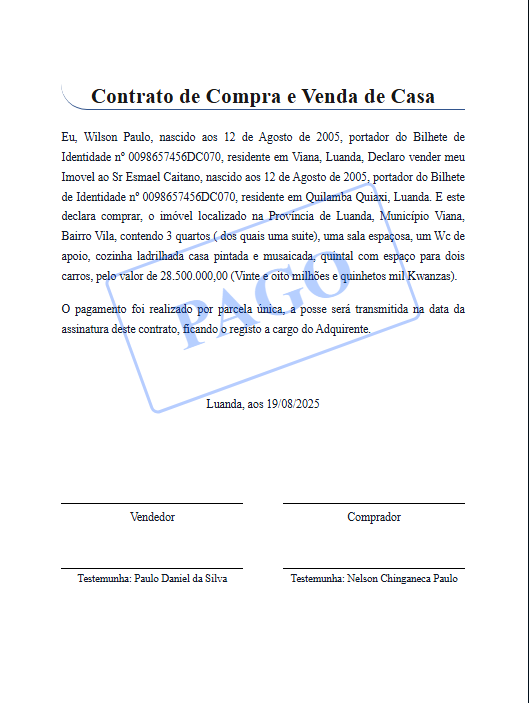 Contrato de Compra e Venda de Casa
Eu, Wilson Paulo, nascido aos 12 de Agosto de 2005, portador do Bilhete de
Identidade nº 0098657456DC070, residente em Viana, Luanda, Declaro vender meu
Imovel ao Sr Esmael Caitano, nascido aos 12 de Agosto de 2005, portador do Bilhete
de Identidade nº 0098657456DC070, residente em Quilamba Quiaxi, Luanda. E este
declara comprar, o imóvel localizado na Província de Luanda, Município Viana,
Bairro Vila, contendo 3 quartos ( dos quais uma suite), uma sala espaçosa, um Wc de
apoio, cozinha ladrilhada casa pintada e musaicada, quintal com espaço para dois
carros, pelo valor de 28.500.000,00 (Vinte e oito milhões e quinhetos mil Kwanzas).
O pagamento foi realizado por parcela única, a posse será transmitida na data da
assinatura deste contrato, ficando o registo a cargo do Adquirente.
PAGO
Luanda, aos 19/08/2025
Vendedor
Comprador
Testemunha: Paulo Daniel da Silva
Testemunha: Nelson Chinganeca Paulo